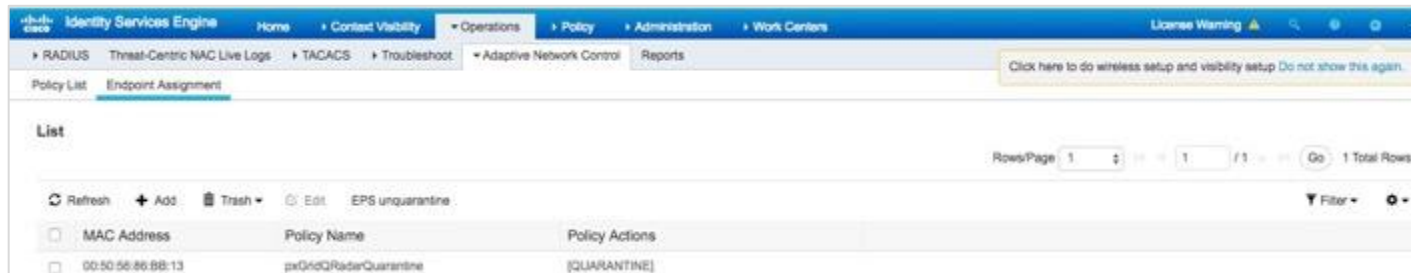 cisco Identity Services Engine Home Context Visibility Operations Policy Administration Work Centers License Warning
RADIUS Threat-Centric NAC Live Logs TACACS Troubleshoot Adaptive Network Control Reports
Click here to do wireless setup and visibility setup Do not show this again.
Policy List Endpoint Assignment
List
Rows/Page 1 1 / 1 Go 1 Total Rows
Refresh Add Trash Edit EPS unquarantine Filter
MAC Address Policy Name Policy Actions
00:50:56:86:BB:13 pxGridQRadarQuarantine [QUARANTINE]